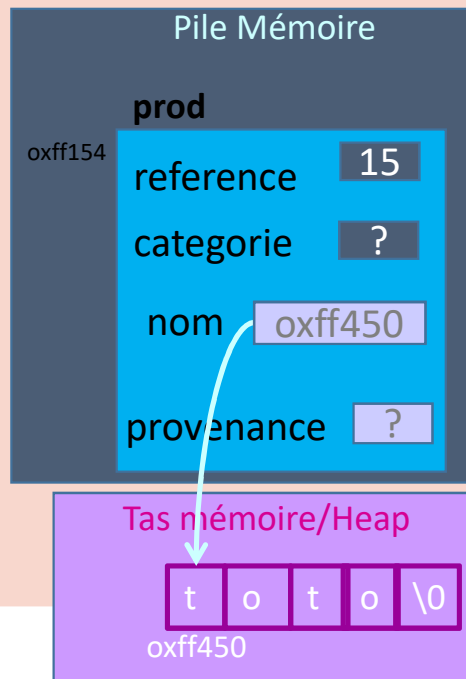 Pile Mémoire
prod
oxff154
reference 15
categorie ?
nom oxff450
provenance ?
Tas mémoire/Heap
t o t o \0
oxff450